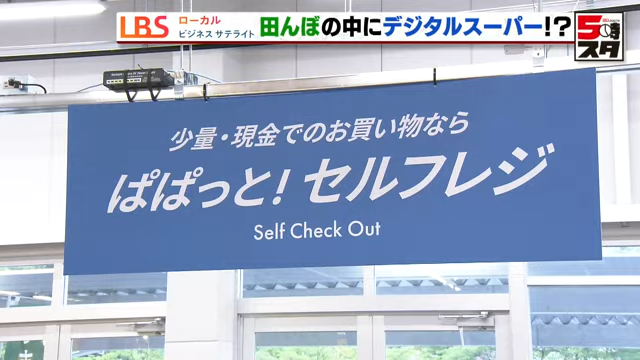 LBS
ローカル
ビジネス サテライト
田んぼの中にデジタルスーパー!?
5時スタ
少量・現金でのお買い物なら
ぱぱっと! セルフレジ
Self Check Out